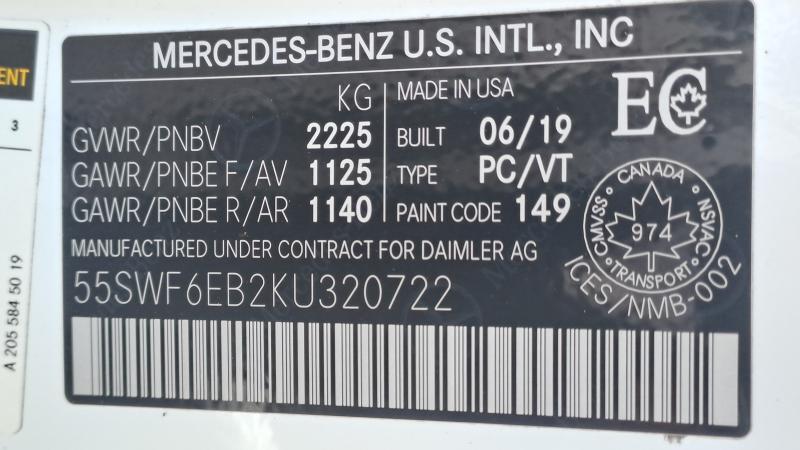 MERCEDES-BENZ U.S. INTL., INC
KG
GVWR/PNBV 2225
GAWR/PNBE F/AV 1125
GAWR/PNBE R/AR 1140
MADE IN USA
BUILT 06/19
TYPE PC/VT
PAINT CODE 149
EC
CANADA
CMVSS 974 NSVAC
TRANSPORT
ICES/NMB-002
MANUFACTURED UNDER CONTRACT FOR DAIMLER AG
55SWF6EB2KU320722
ENT
3
A 205 584 50 19